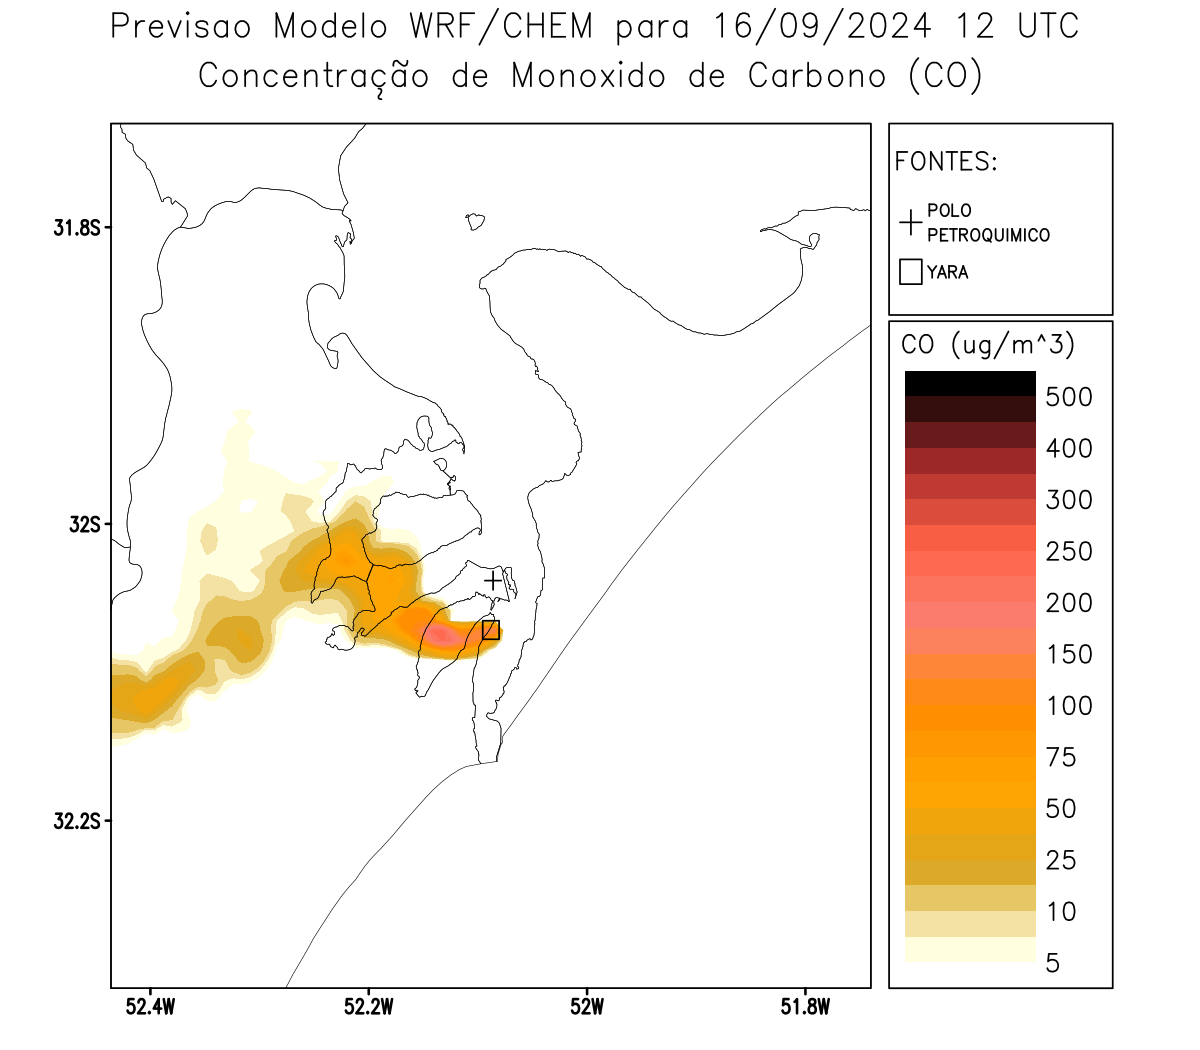 Previsao Modelo WRF/CHEM para 16/09/2024 12 UTC
Concentração de Monoxido de Carbono (CO)
FONTES:
POLO
PETROQUIMICO
YARA
CO (ug/m^3)
500
400
300
250
200
150
100
75
50
25
10
5
31.8S
32S
32.2S
52.4W
52.2W
52W
51.8W